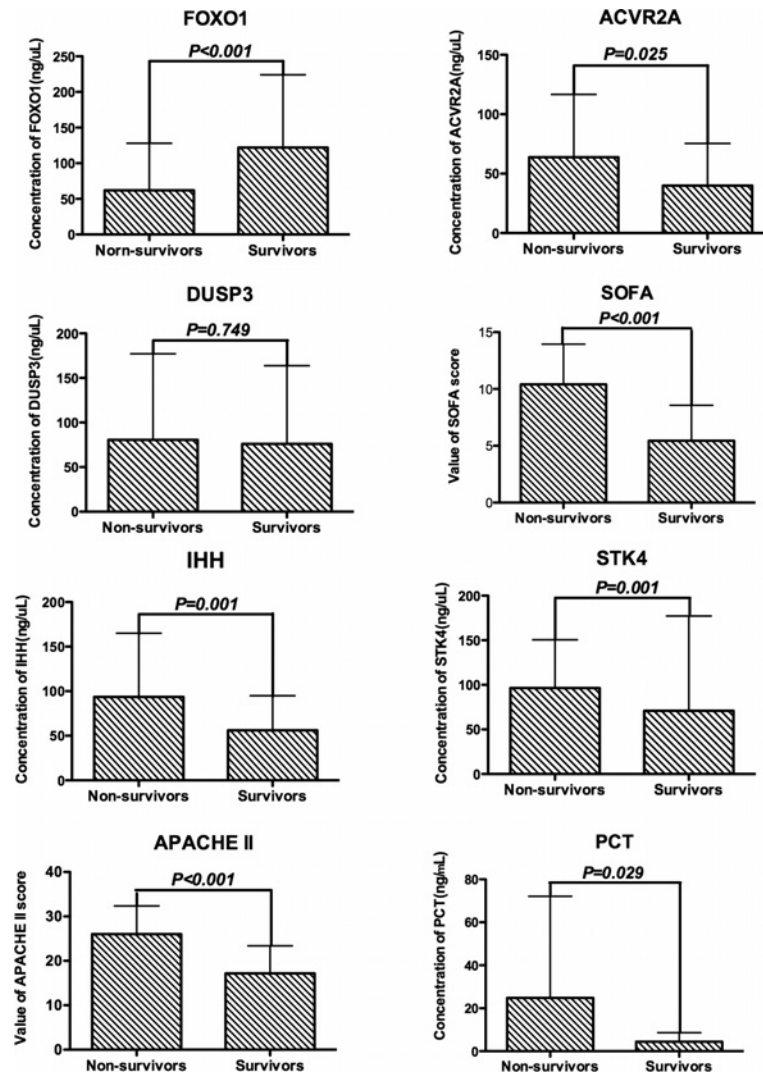 FOXO1
Concentration of FOXO1(ng/uL)
250
200
150
100
50
0
P<0.001
Norn-survivors Survivors
ACVR2A
Concentration of ACVR2A(ng/uL)
150
100
50
0
P=0.025
Non-survivors Survivors
DUSP3
Concentration of DUSP3(ng/uL)
200
150
100
50
0
P=0.749
Non-survivors Survivors
SOFA
Value of SOFA score
15
10
5
0
P<0.001
Non-survivors Survivors
IHH
Concentration of IHH(ng/uL)
200
150
100
50
0
P=0.001
Non-survivors Survivors
STK4
Concentration of STK4(ng/uL)
200
150
100
50
0
P=0.001
Non-survivors Survivors
APACHE II
Value of APACHE II score
40
30
20
10
0
P<0.001
Non-survivors Survivors
PCT
Concentration of PCT(ng/mL)
80
60
40
20
0
P=0.029
Non-survivors Survivors